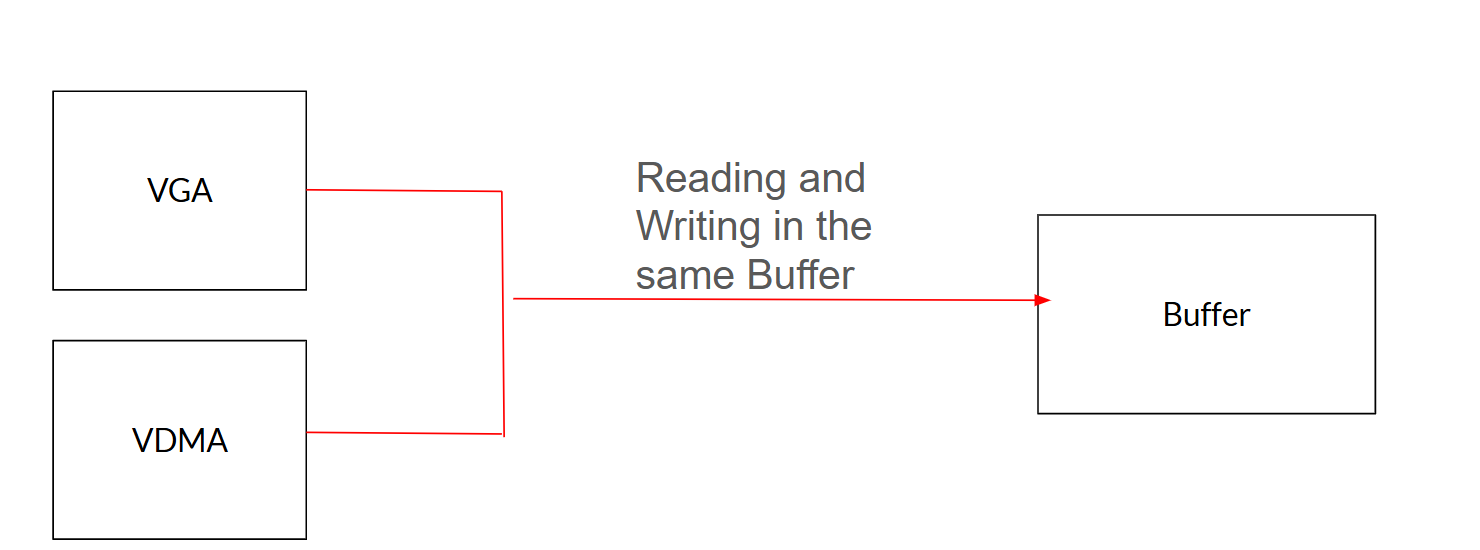 VGA
Reading and
Writing in the
same Buffer
Buffer
VDMA